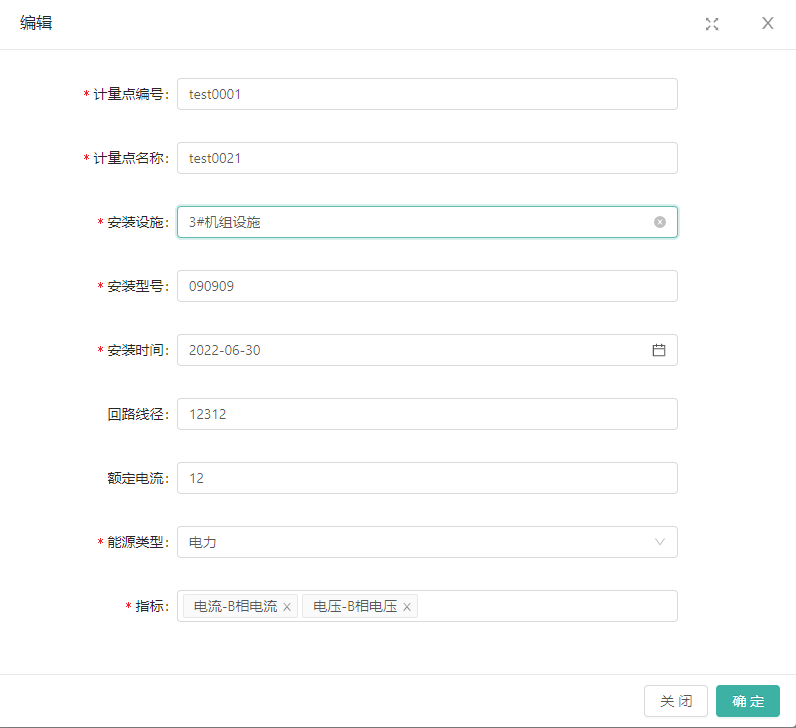 编辑
* 计量点编号: test0001
* 计量点名称: test0021
* 安装设施: 3#机组设施
* 安装型号: 090909
* 安装时间: 2022-06-30
回路线径: 12312
额定电流: 12
* 能源类型: 电力
* 指标: 电流-B相电流 × 电压-B相电压 ×
关 闭 确 定